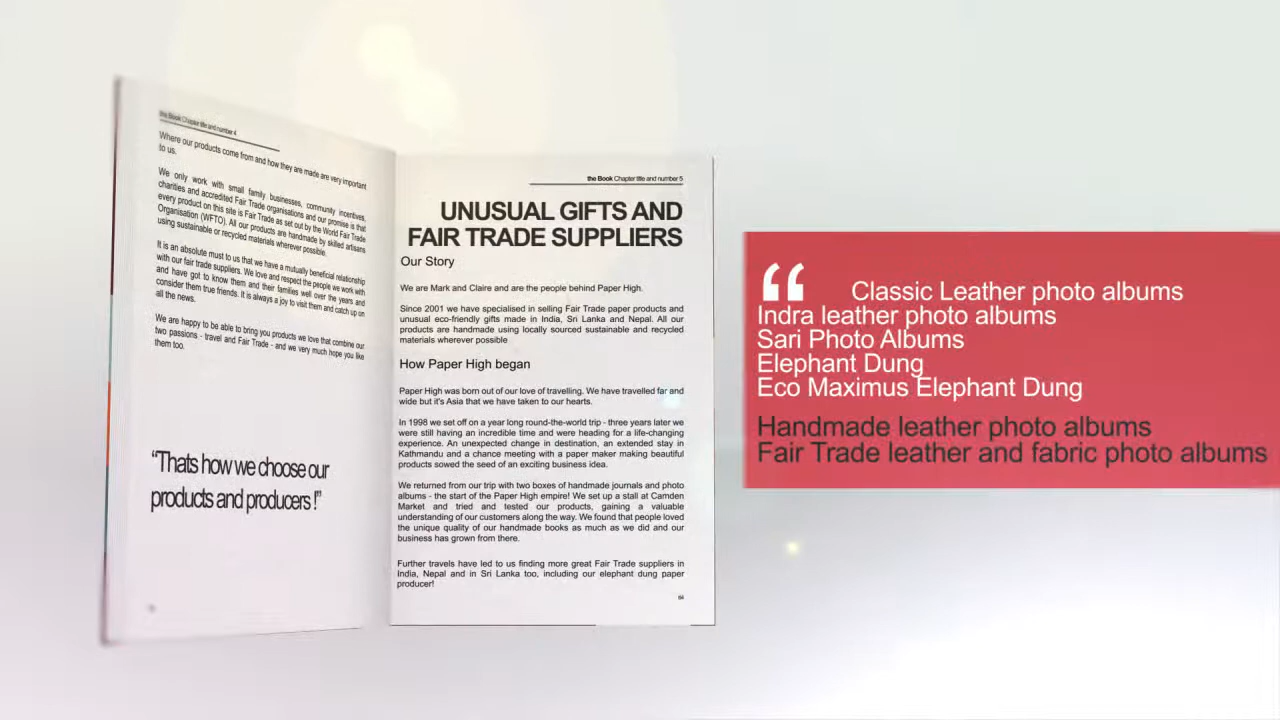 the Book Chapter title and number 4
Where our products come from and how they are made are very important
to us.
We only work with small family businesses, community incentives,
charities and accredited Fair Trade organisations and our promise is that
every product on this site is Fair Trade as set out by the World Fair Trade
Organisation (WFTO). All our products are handmade by skilled artisans
using sustainable or recycled materials wherever possible.
It is an absolute must to us that we have a mutually beneficial relationship
with our fair trade suppliers. We love and respect the people we work with
and have got to know them and their families well over the years and
consider them true friends. It is always a joy to visit them and catch up on
all the news.
We are happy to be able to bring you products we love that combine our
two passions - travel and Fair Trade - and we very much hope you like
them too.
“Thats how we choose our
products and producers !”
the Book Chapter title and number 5
UNUSUAL GIFTS AND
FAIR TRADE SUPPLIERS
Our Story
We are Mark and Claire and are the people behind Paper High.
Since 2001 we have specialised in selling Fair Trade paper products and
unusual eco-friendly gifts made in India, Sri Lanka and Nepal. All our
products are handmade using locally sourced sustainable and recycled
materials wherever possible
How Paper High began
Paper High was born out of our love of travelling. We have travelled far and
wide but it's Asia that we have taken to our hearts.
In 1998 we set off on a year long round-the-world trip - three years later we
were still having an incredible time and were heading for a life-changing
experience. An unexpected change in destination, an extended stay in
Kathmandu and a chance meeting with a paper maker making beautiful
products sowed the seed of an exciting business idea.
We returned from our trip with two boxes of handmade journals and photo
albums - the start of the Paper High empire! We set up a stall at Camden
Market and tried and tested our products, gaining a valuable
understanding of our customers along the way. We found that people loved
the unique quality of our handmade books as much as we did and our
business has grown from there.
Further travels have led to us finding more great Fair Trade suppliers in
India, Nepal and in Sri Lanka too, including our elephant dung paper
producer!
64
“ Classic Leather photo albums
Indra leather photo albums
Sari Photo Albums
Elephant Dung
Eco Maximus Elephant Dung
Handmade leather photo albums
Fair Trade leather and fabric photo albums